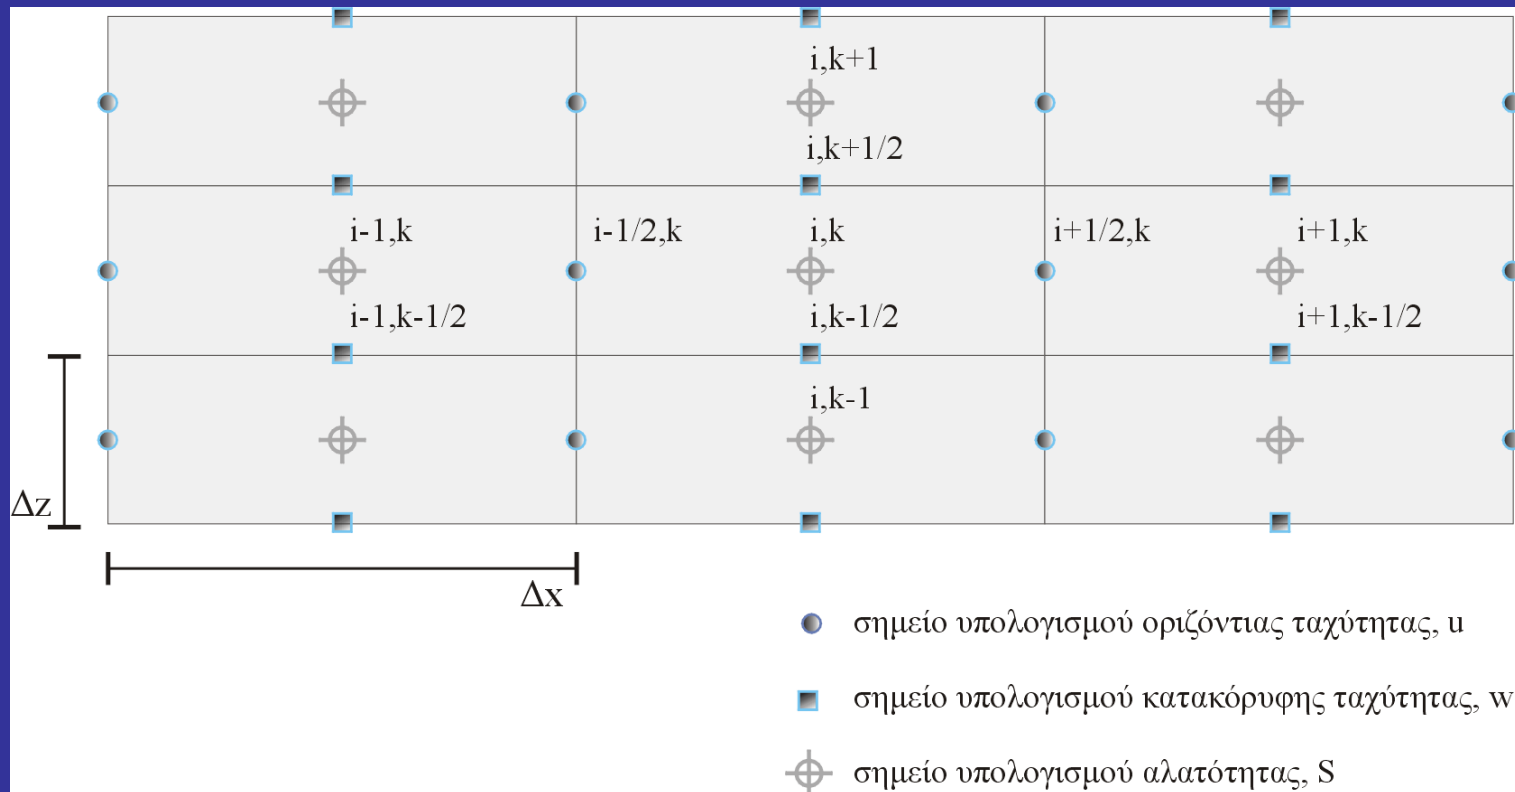 i,k+1
i,k+1/2
i-1,k
i-1/2,k
i,k
i+1/2,k
i+1,k
i-1,k-1/2
i,k-1/2
i+1,k-1/2
i,k-1
Δz
Δx
σημείο υπολογισμού οριζόντιας ταχύτητας, u
σημείο υπολογισμού κατακόρυφης ταχύτητας, w
σημείο υπολογισμού αλατότητας, S